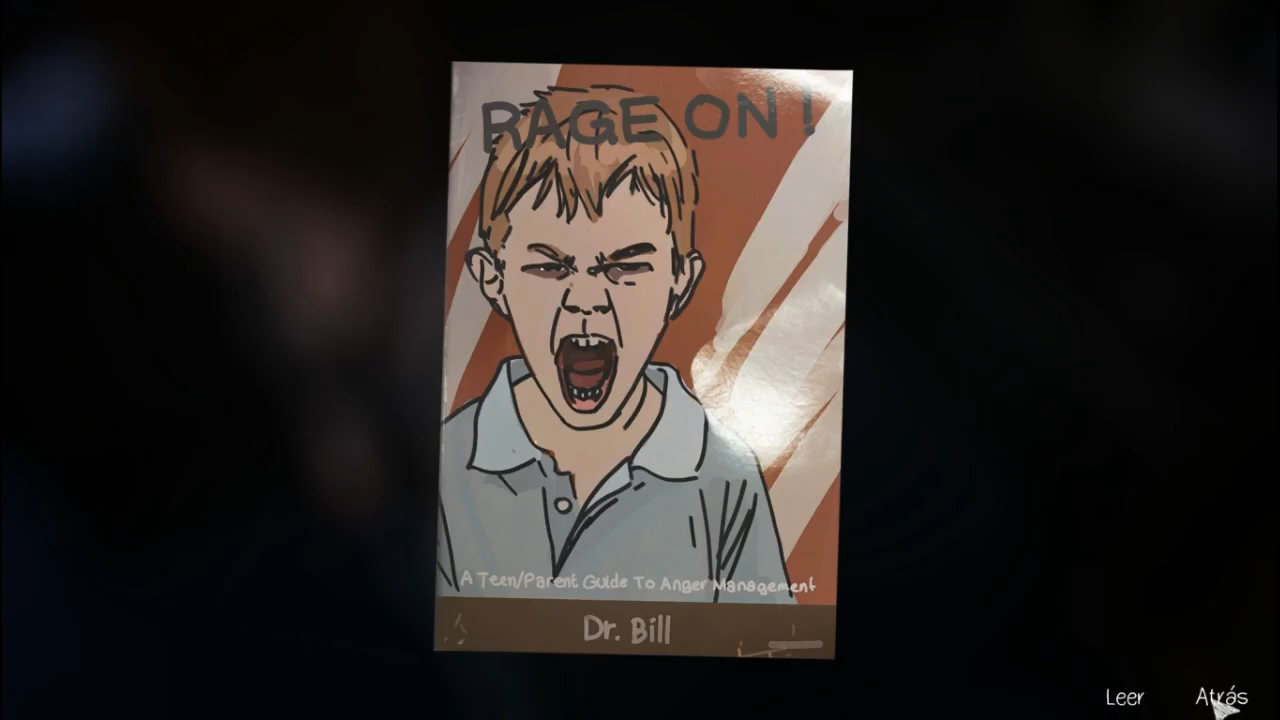 RAGE ON!
A Teen/Parent Guide To Anger Management
Dr. Bill
Leer Atrás